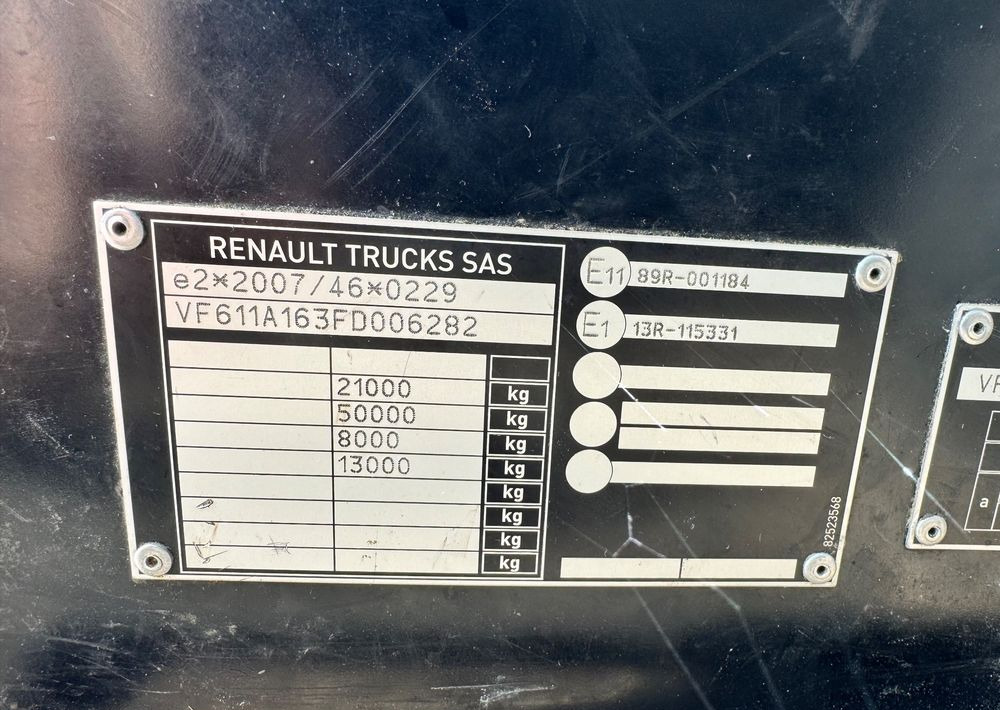 RENAULT TRUCKS SAS
e2*2007/46*0229
VF611A163FD006282
21000 kg
50000 kg
8000 kg
13000 kg
kg
kg
kg
kg
E11 89R-001184
E1 13R-115331
82523568
VF
a